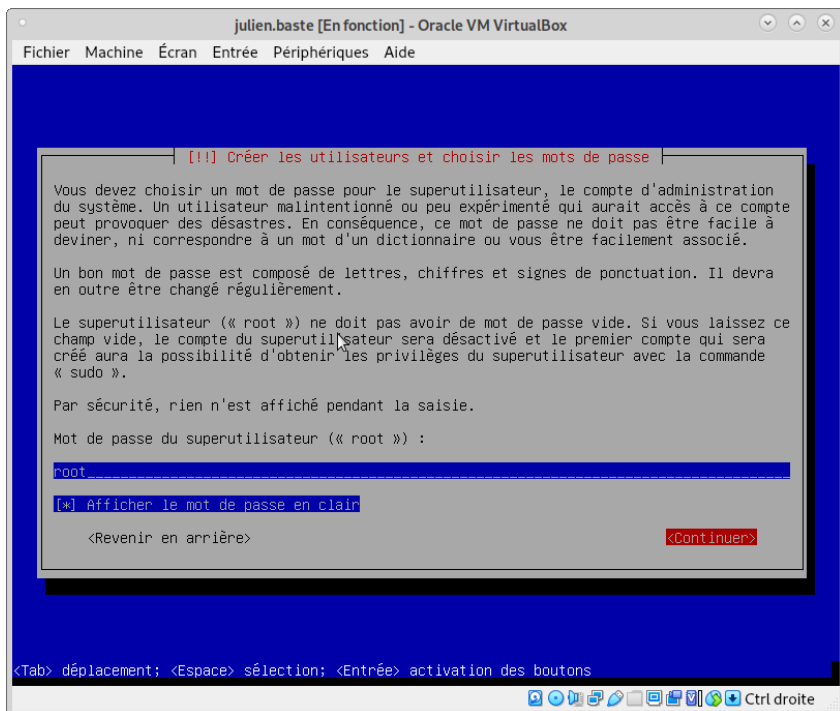 julien.baste [En fonction] - Oracle VM VirtualBox
Fichier Machine Écran Entrée Périphériques Aide
[!!] Créer les utilisateurs et choisir les mots de passe
Vous devez choisir un mot de passe pour le superutilisateur, le compte d'administration
du système. Un utilisateur malintentionné ou peu expérimenté qui aurait accès à ce compte
peut provoquer des désastres. En conséquence, ce mot de passe ne doit pas être facile à
deviner, ni correspondre à un mot d'un dictionnaire ou vous être facilement associé.
Un bon mot de passe est composé de lettres, chiffres et signes de ponctuation. Il devra
en outre être changé régulièrement.
Le superutilisateur (« root ») ne doit pas avoir de mot de passe vide. Si vous laissez ce
champ vide, le compte du superutilisateur sera désactivé et le premier compte qui sera
créé aura la possibilité d'obtenir les privilèges du superutilisateur avec la commande
« sudo ».
Par sécurité, rien n'est affiché pendant la saisie.
Mot de passe du superutilisateur (« root ») :
root
[*] Afficher le mot de passe en clair
<Revenir en arrière> <Continuer>
<Tab> déplacement; <Espace> sélection; <Entrée> activation des boutons
Ctrl droite